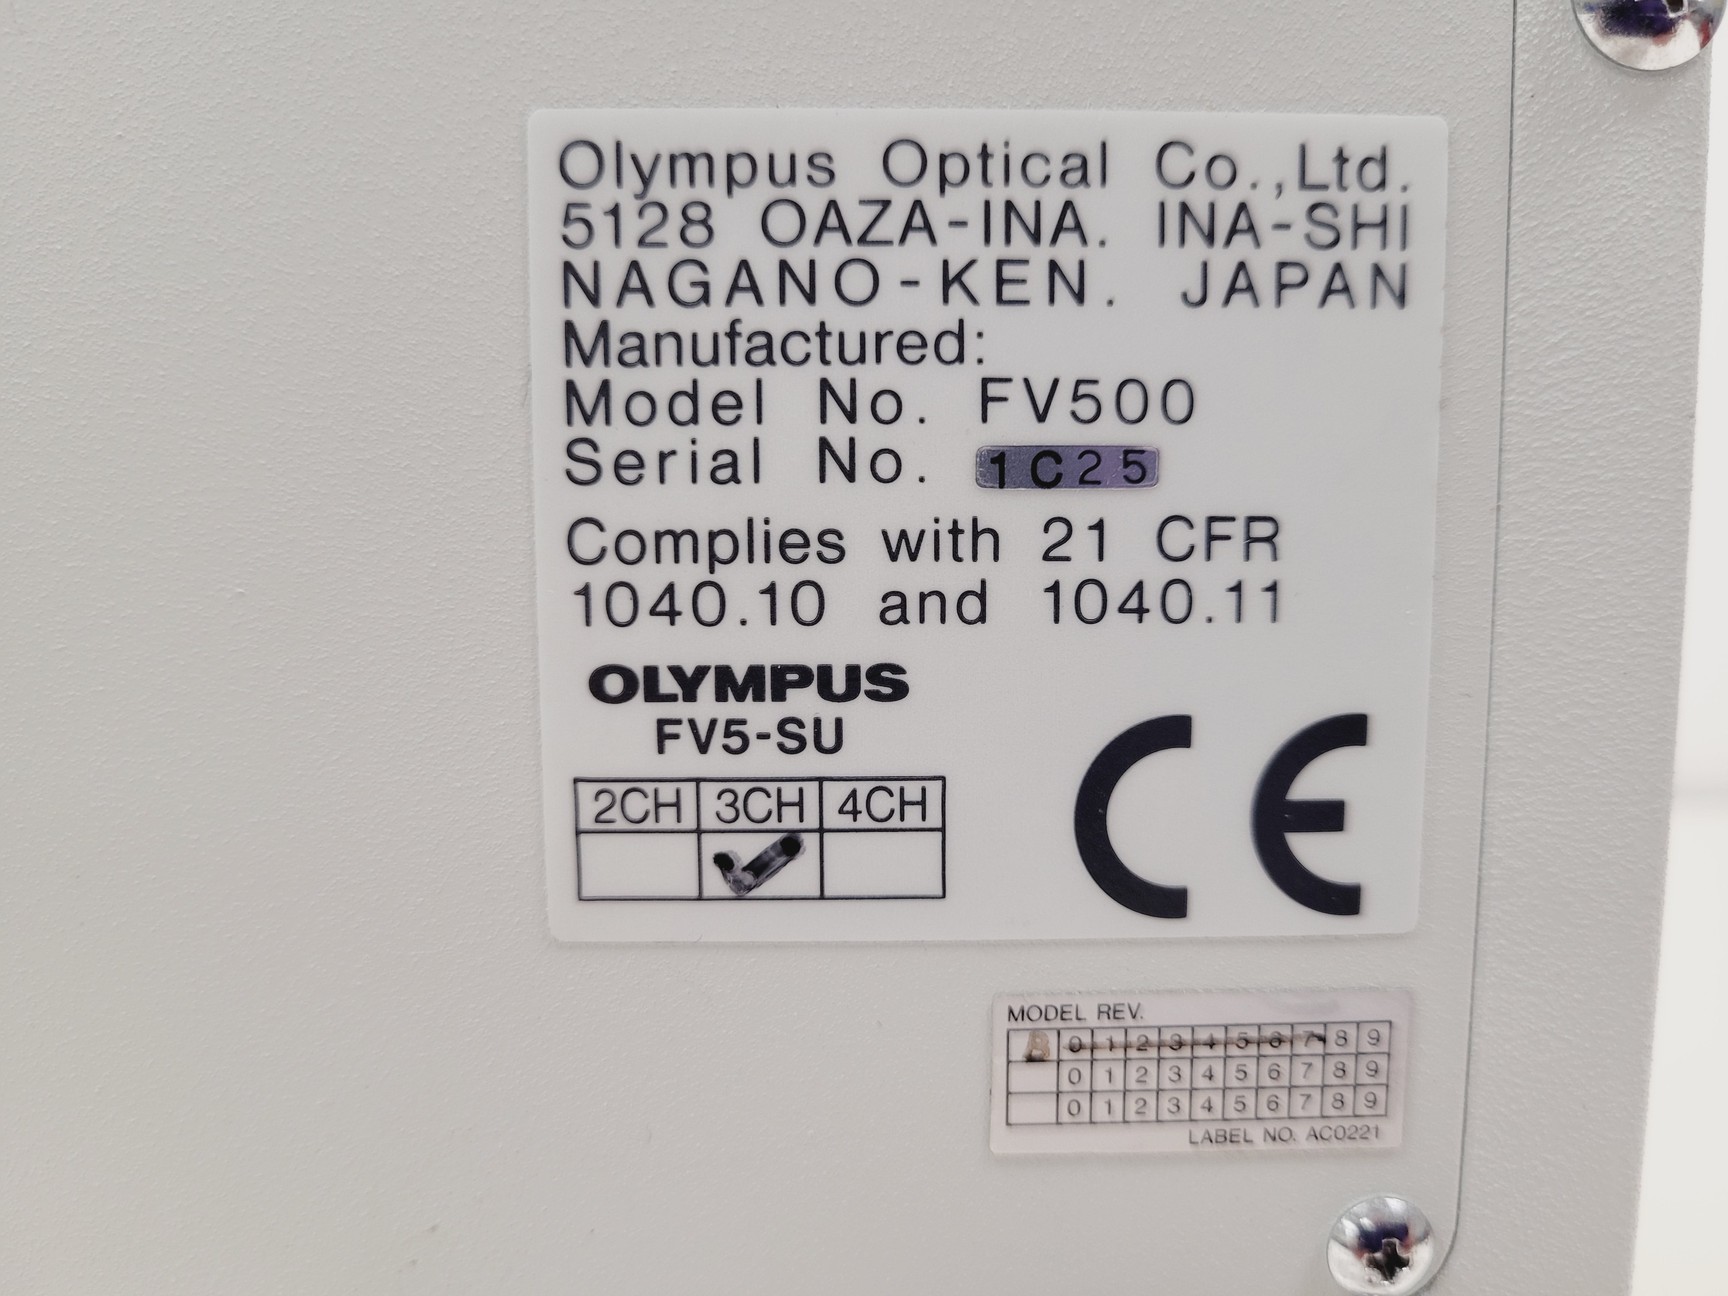 Olympus Optical Co.,Ltd.
5128 OAZA-INA. INA-SHI
NAGANO-KEN. JAPAN
Manufactured:
Model No. FV500
Serial No. 1C25
Complies with 21 CFR
1040.10 and 1040.11
OLYMPUS
FV5-SU
2CH 3CH 4CH
CE
MODEL REV.
B 0 1 2 3 4 5 6 7 8 9
0 1 2 3 4 5 6 7 8 9
0 1 2 3 4 5 6 7 8 9
LABEL NO. AC0221